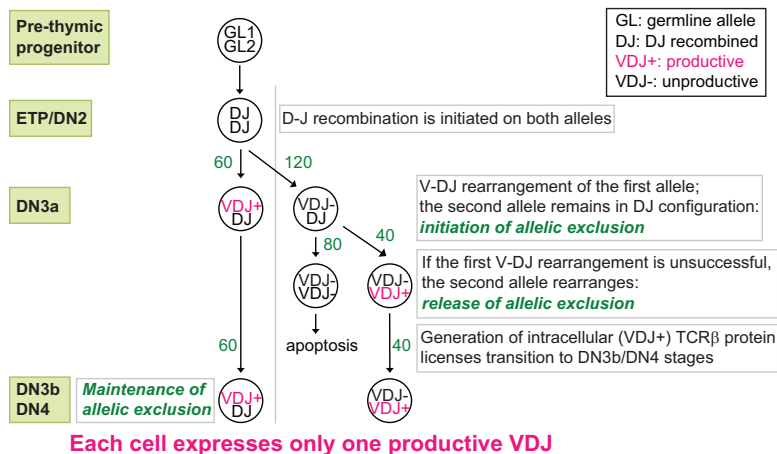 Pre-thymic
progenitor
GL1
GL2
GL: germline allele
DJ: DJ recombined
VDJ+: productive
VDJ-: unproductive
ETP/DN2
DJ
DJ
D-J recombination is initiated on both alleles
60
120
DN3a
VDJ+
DJ
VDJ-
DJ
V-DJ rearrangement of the first allele;
the second allele remains in DJ configuration:
initiation of allelic exclusion
80
40
VDJ-
VDJ-
VDJ-
VDJ+
If the first V-DJ rearrangement is unsuccessful,
the second allele rearranges:
release of allelic exclusion
60
apoptosis
40
Generation of intracellular (VDJ+) TCRβ protein
licenses transition to DN3b/DN4 stages
DN3b
DN4
Maintenance of
allelic exclusion
VDJ+
DJ
VDJ-
VDJ+
Each cell expresses only one productive VDJ